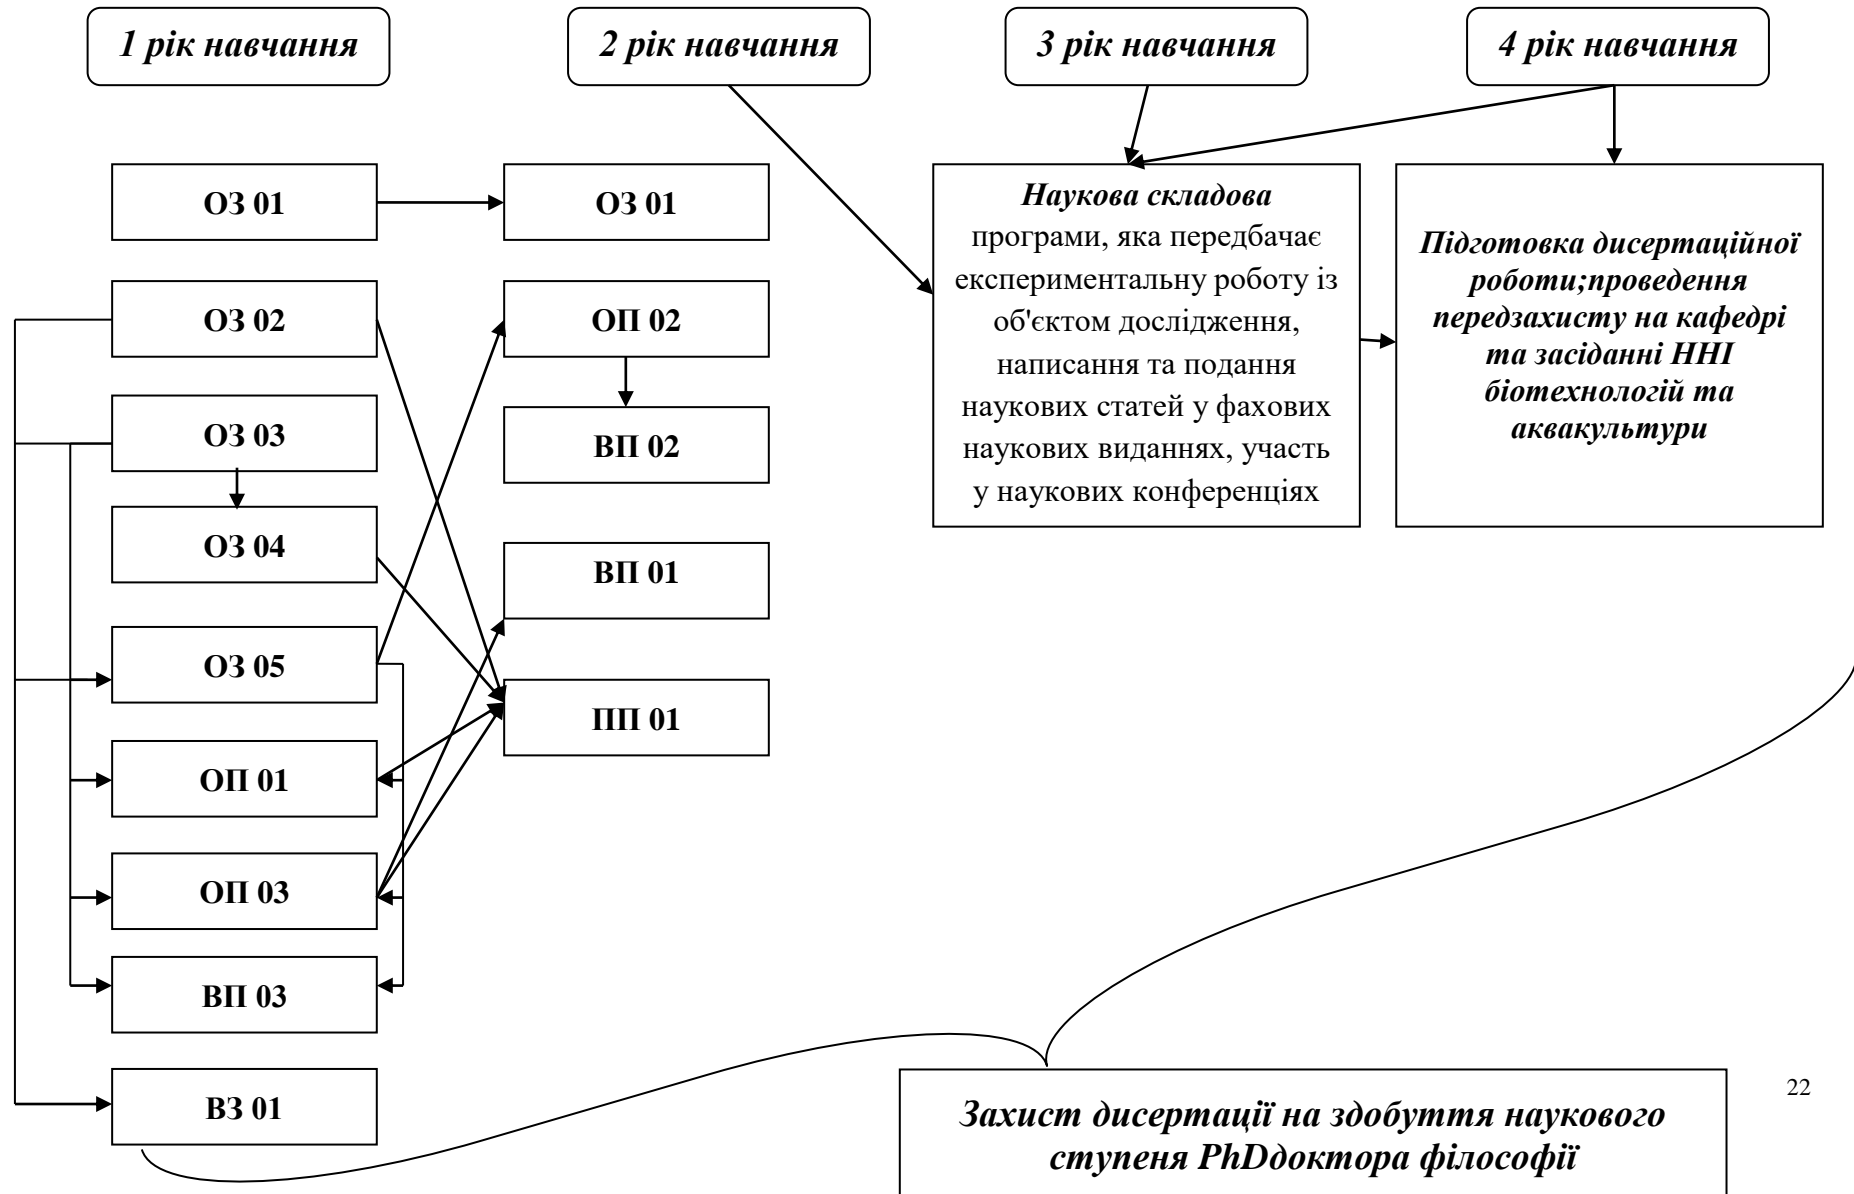 1 рік навчання
2 рік навчання
3 рік навчання
4 рік навчання
ОЗ 01
ОЗ 02
ОЗ 03
ОЗ 04
ОЗ 05
ОП 01
ОП 03
ВП 03
ВЗ 01
ОЗ 01
ОП 02
ВП 02
ВП 01
ПП 01
Наукова складова
програми, яка передбачає
експериментальну роботу із
об'єктом дослідження,
написання та подання
наукових статей у фахових
наукових виданнях, участь
у наукових конференціях
Підготовка дисертаційної
роботи;проведення
передзахисту на кафедрі
та засіданні ННІ
біотехнологій та
аквакультури
Захист дисертації на здобуття наукового
ступеня PhDдоктора філософії
22